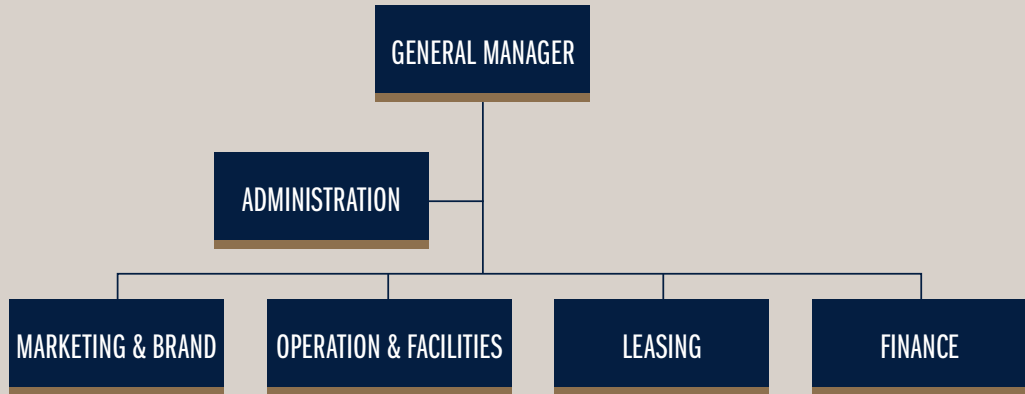 GENERAL MANAGER
ADMINISTRATION
MARKETING & BRAND
OPERATION & FACILITIES
LEASING
FINANCE